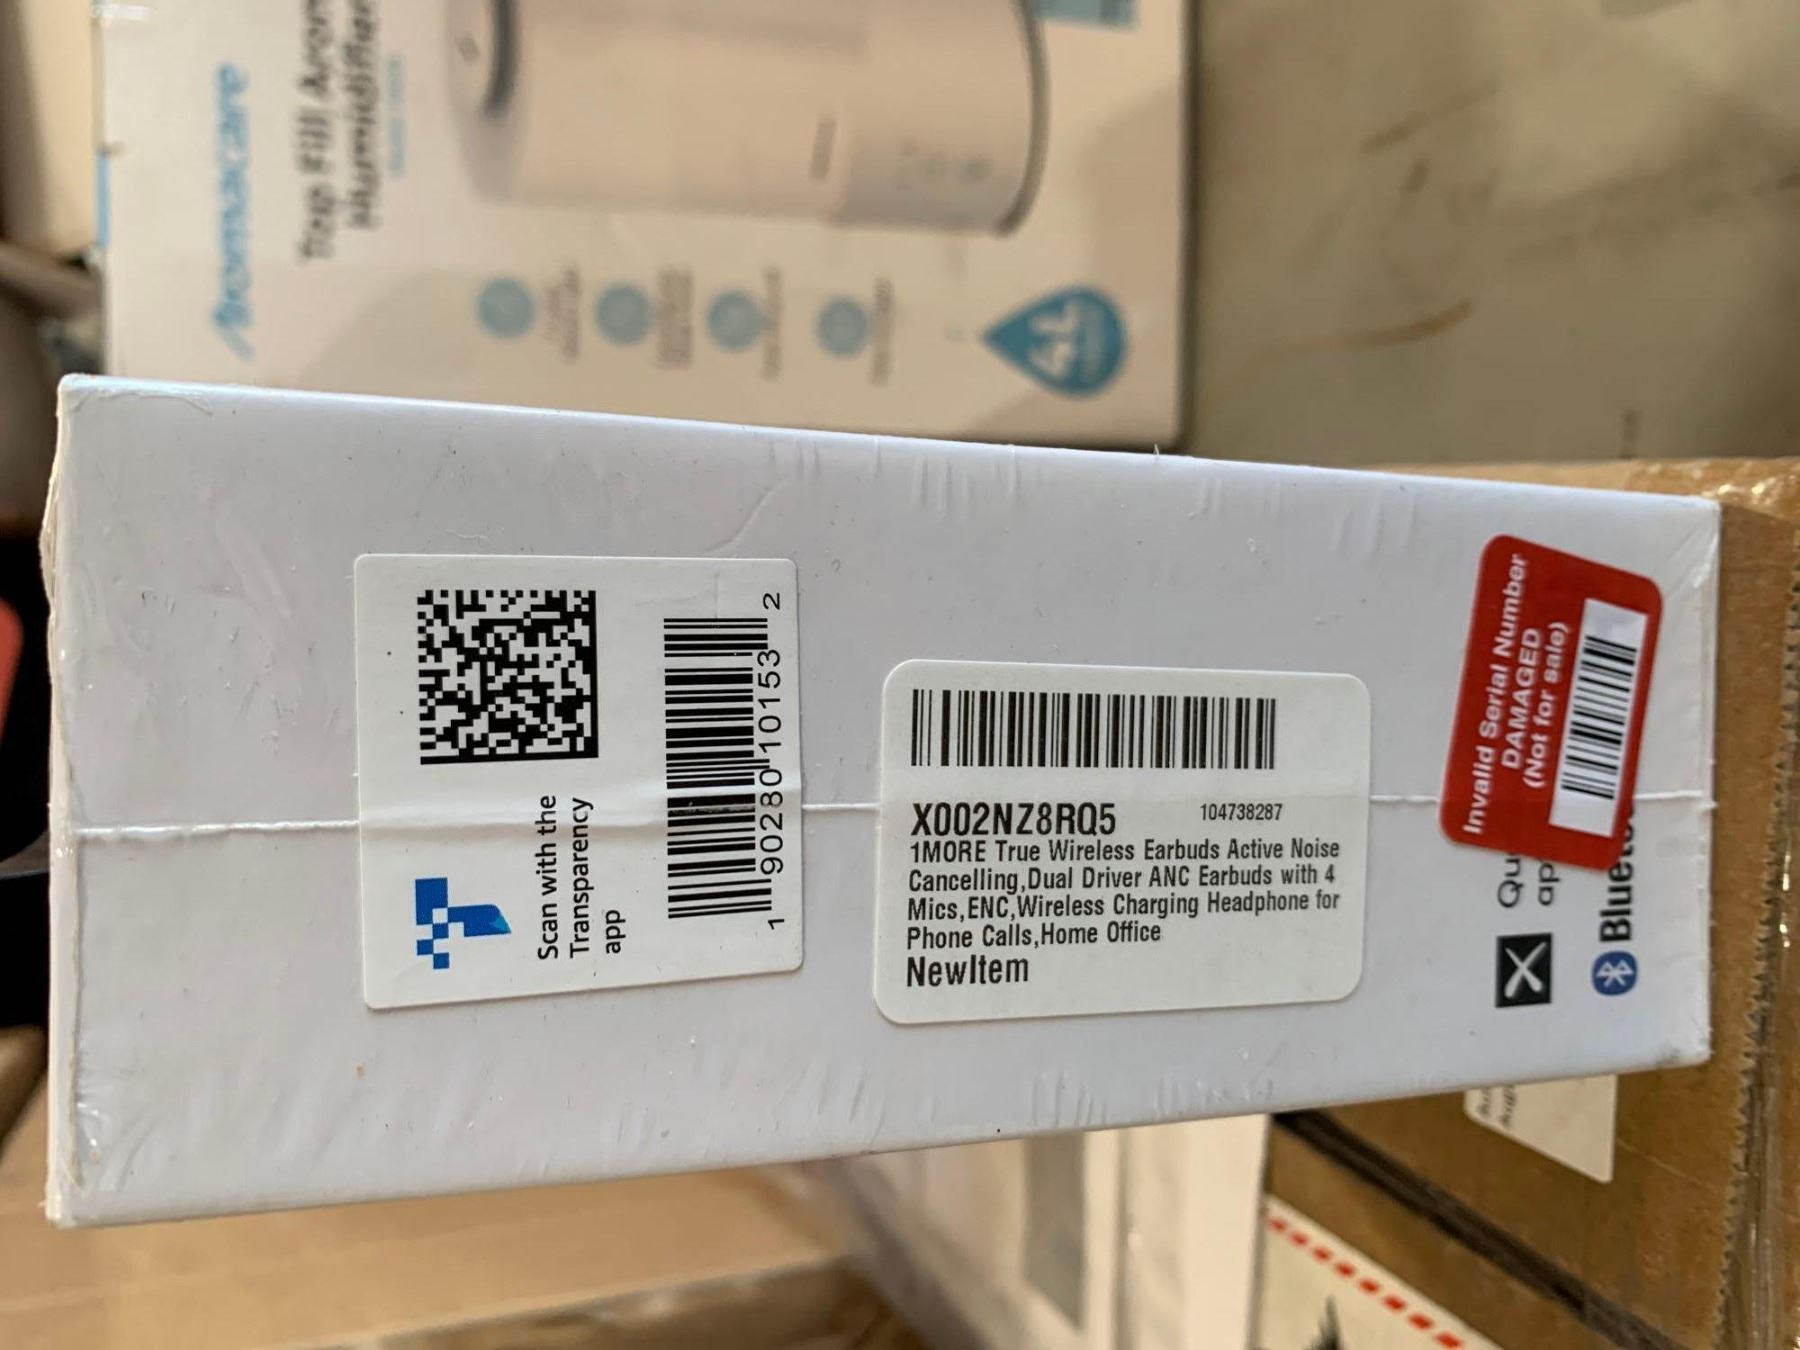 Aromacare
Top Fill
Humidifier
4L
Scan with the
Transparency
app
1 90280 10153 2
X002NZ8RQ5
104738287
1MORE True Wireless Earbuds Active Noise
Cancelling,Dual Driver ANC Earbuds with 4
Mics,ENC,Wireless Charging Headphone for
Phone Calls,Home Office
NewItem
Invalid Serial Number
DAMAGED
(Not for sale)